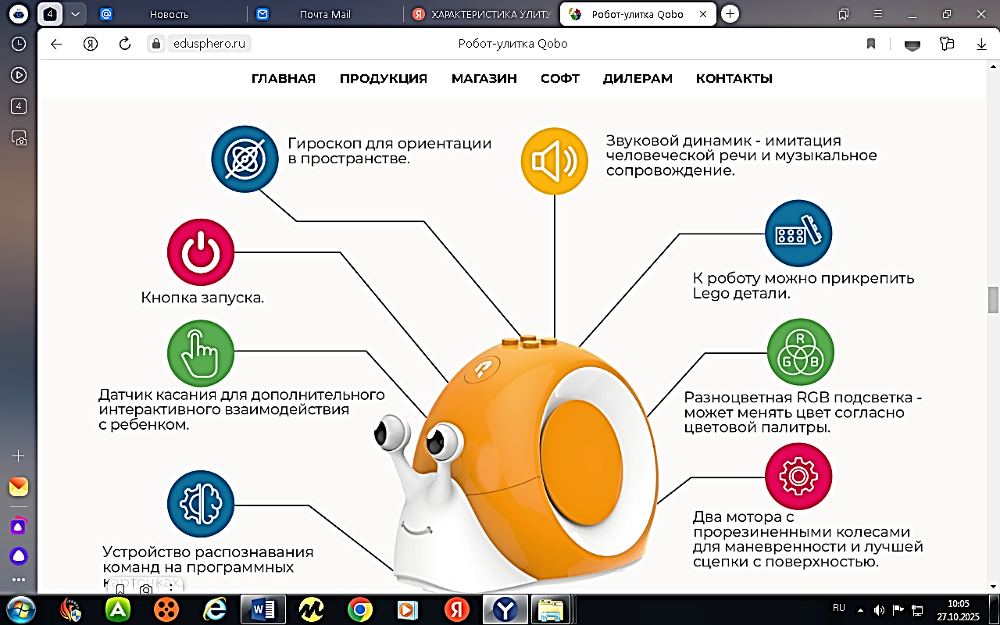 4
Новость
Почта Mail
ХАРАКТЕРИСТИКА УЛИТ
Робот-улитка Qobo
edusphero.ru
Робот-улитка Qobo
4
ГЛАВНАЯ ПРОДУКЦИЯ МАГАЗИН СОФТ ДИЛЕРАМ КОНТАКТЫ
Гироскоп для ориентации
в пространстве.
Звуковой динамик - имитация
человеческой речи и музыкальное
сопровождение.
К роботу можно прикрепить
Lego детали.
Кнопка запуска.
R
G B
Датчик касания для дополнительного
интерактивного взаимодействия
с ребенком.
Разноцветная RGB подсветка -
может менять цвет согласно
цветовой палитры.
Два мотора с
прорезиненными колесами
для маневренности и лучшей
сцепки с поверхностью.
Устройство распознавания
команд на программных
карточках.
RU
10:05
27.10.2025